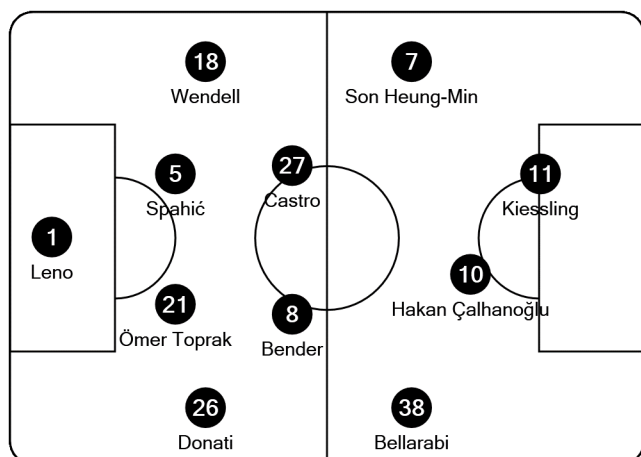 18
Wendell
7
Son Heung-Min
5
Spahić
27
Castro
11
Kiessling
1
Leno
10
Hakan Çalhanoğlu
21
Ömer Toprak
8
Bender
26
Donati
38
Bellarabi